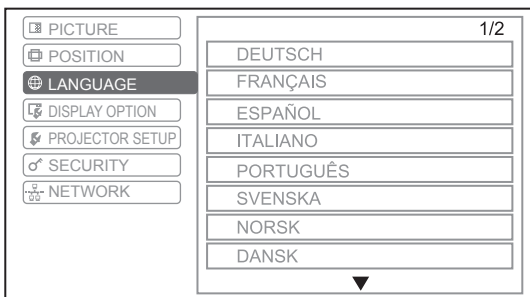 PICTURE
POSITION
LANGUAGE
DISPLAY OPTION
PROJECTOR SETUP
SECURITY
NETWORK
1/2
DEUTSCH
FRANÇAIS
ESPAÑOL
ITALIANO
PORTUGUÊS
SVENSKA
NORSK
DANSK